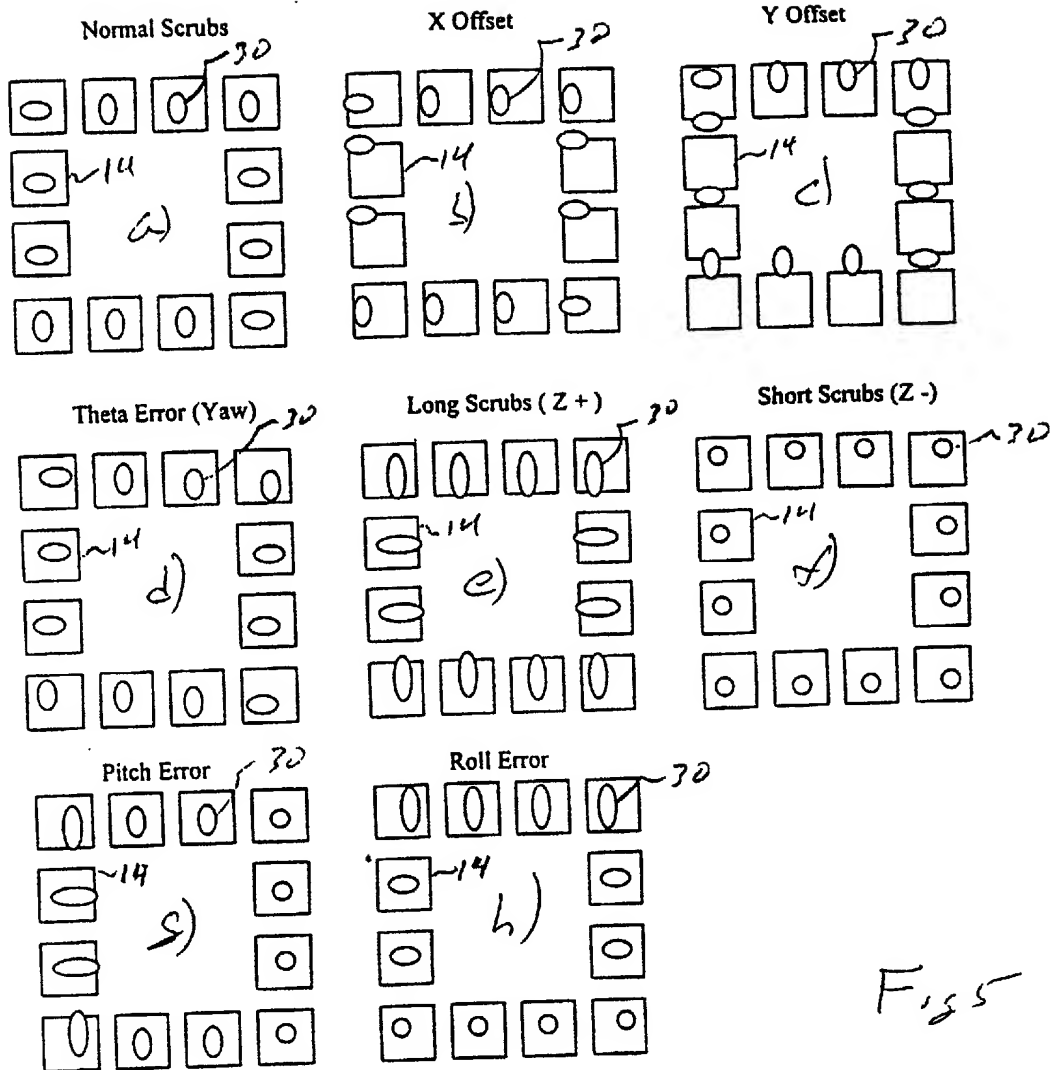 Normal Scrubs
X Offset
Y Offset
30
30
30
14
14
14
a)
b)
c)
Theta Error (Yaw)
Long Scrubs ( Z + )
Short Scrubs (Z -)
30
30
30
14
14
14
d)
e)
f)
Pitch Error
Roll Error
30
30
14
14
g)
h)
Fig 5